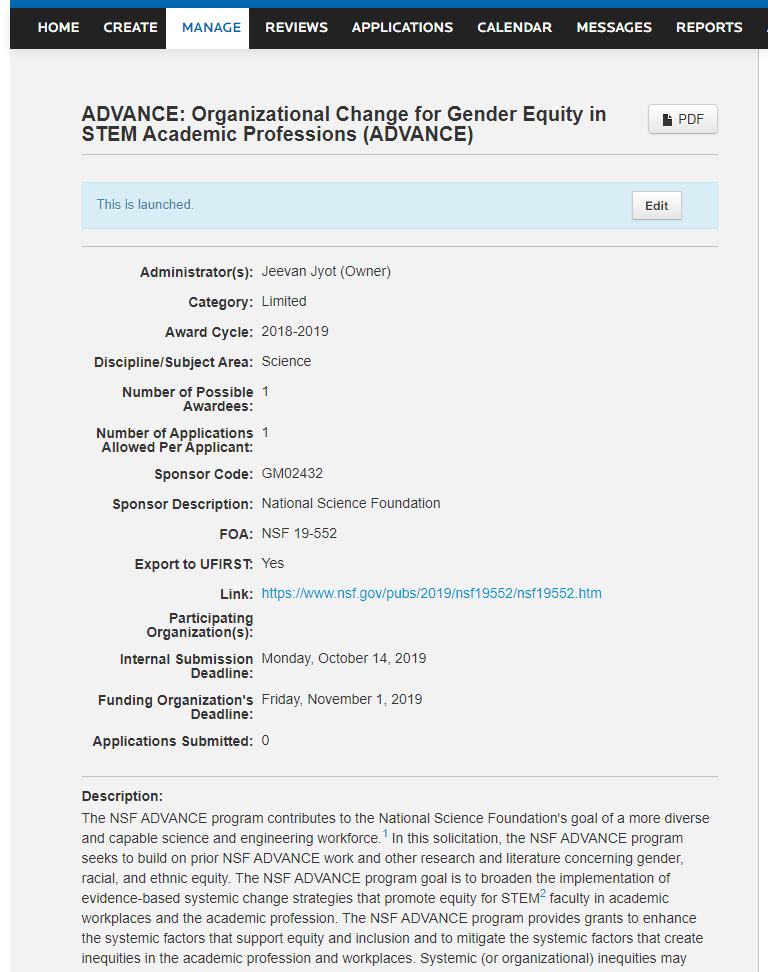 HOME CREATE MANAGE REVIEWS APPLICATIONS CALENDAR MESSAGES REPORTS
ADVANCE: Organizational Change for Gender Equity in
STEM Academic Professions (ADVANCE)
PDF
This is launched.
Edit
Administrator(s): Jeevan Jyot (Owner)
Category: Limited
Award Cycle: 2018-2019
Discipline/Subject Area: Science
Number of Possible 1
Awardees:
Number of Applications 1
Allowed Per Applicant:
Sponsor Code: GM02432
Sponsor Description: National Science Foundation
FOA: NSF 19-552
Export to UFIRST: Yes
Link: https://www.nsf.gov/pubs/2019/nsf19552/nsf19552.htm
Participating
Organization(s):
Internal Submission Monday, October 14, 2019
Deadline:
Funding Organization's Friday, November 1, 2019
Deadline:
Applications Submitted: 0
Description:
The NSF ADVANCE program contributes to the National Science Foundation's goal of a more diverse
and capable science and engineering workforce.1 In this solicitation, the NSF ADVANCE program
seeks to build on prior NSF ADVANCE work and other research and literature concerning gender,
racial, and ethnic equity. The NSF ADVANCE program goal is to broaden the implementation of
evidence-based systemic change strategies that promote equity for STEM2 faculty in academic
workplaces and the academic profession. The NSF ADVANCE program provides grants to enhance
the systemic factors that support equity and inclusion and to mitigate the systemic factors that create
inequities in the academic profession and workplaces. Systemic (or organizational) inequities may